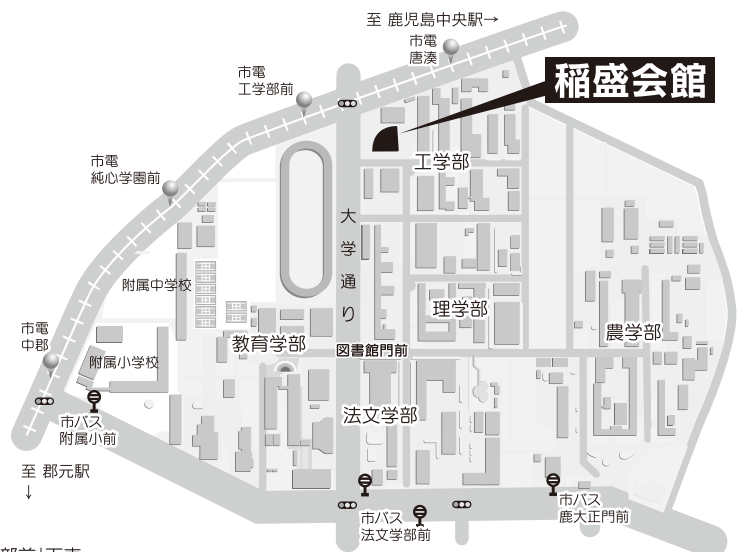 至 鹿児島中央駅→
市電
唐湊
稲盛会館
市電
工学部前
工学部
市電
純心学園前
大学通り
附属中学校
理学部
農学部
市電
中郡
教育学部
図書館門前
附属小学校
法文学部
市バス
附属小前
至 郡元駅
↓
市バス
法文学部前
市バス
鹿大正門前